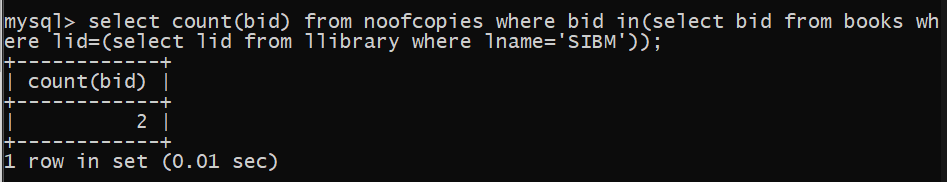 mysql> select count(bid) from noofcopies where bid in(select bid from books wh
ere lid=(select lid from llibrary where lname='SIBM'));
+------------+
| count(bid) |
+------------+
|          2 |
+------------+
1 row in set (0.01 sec)